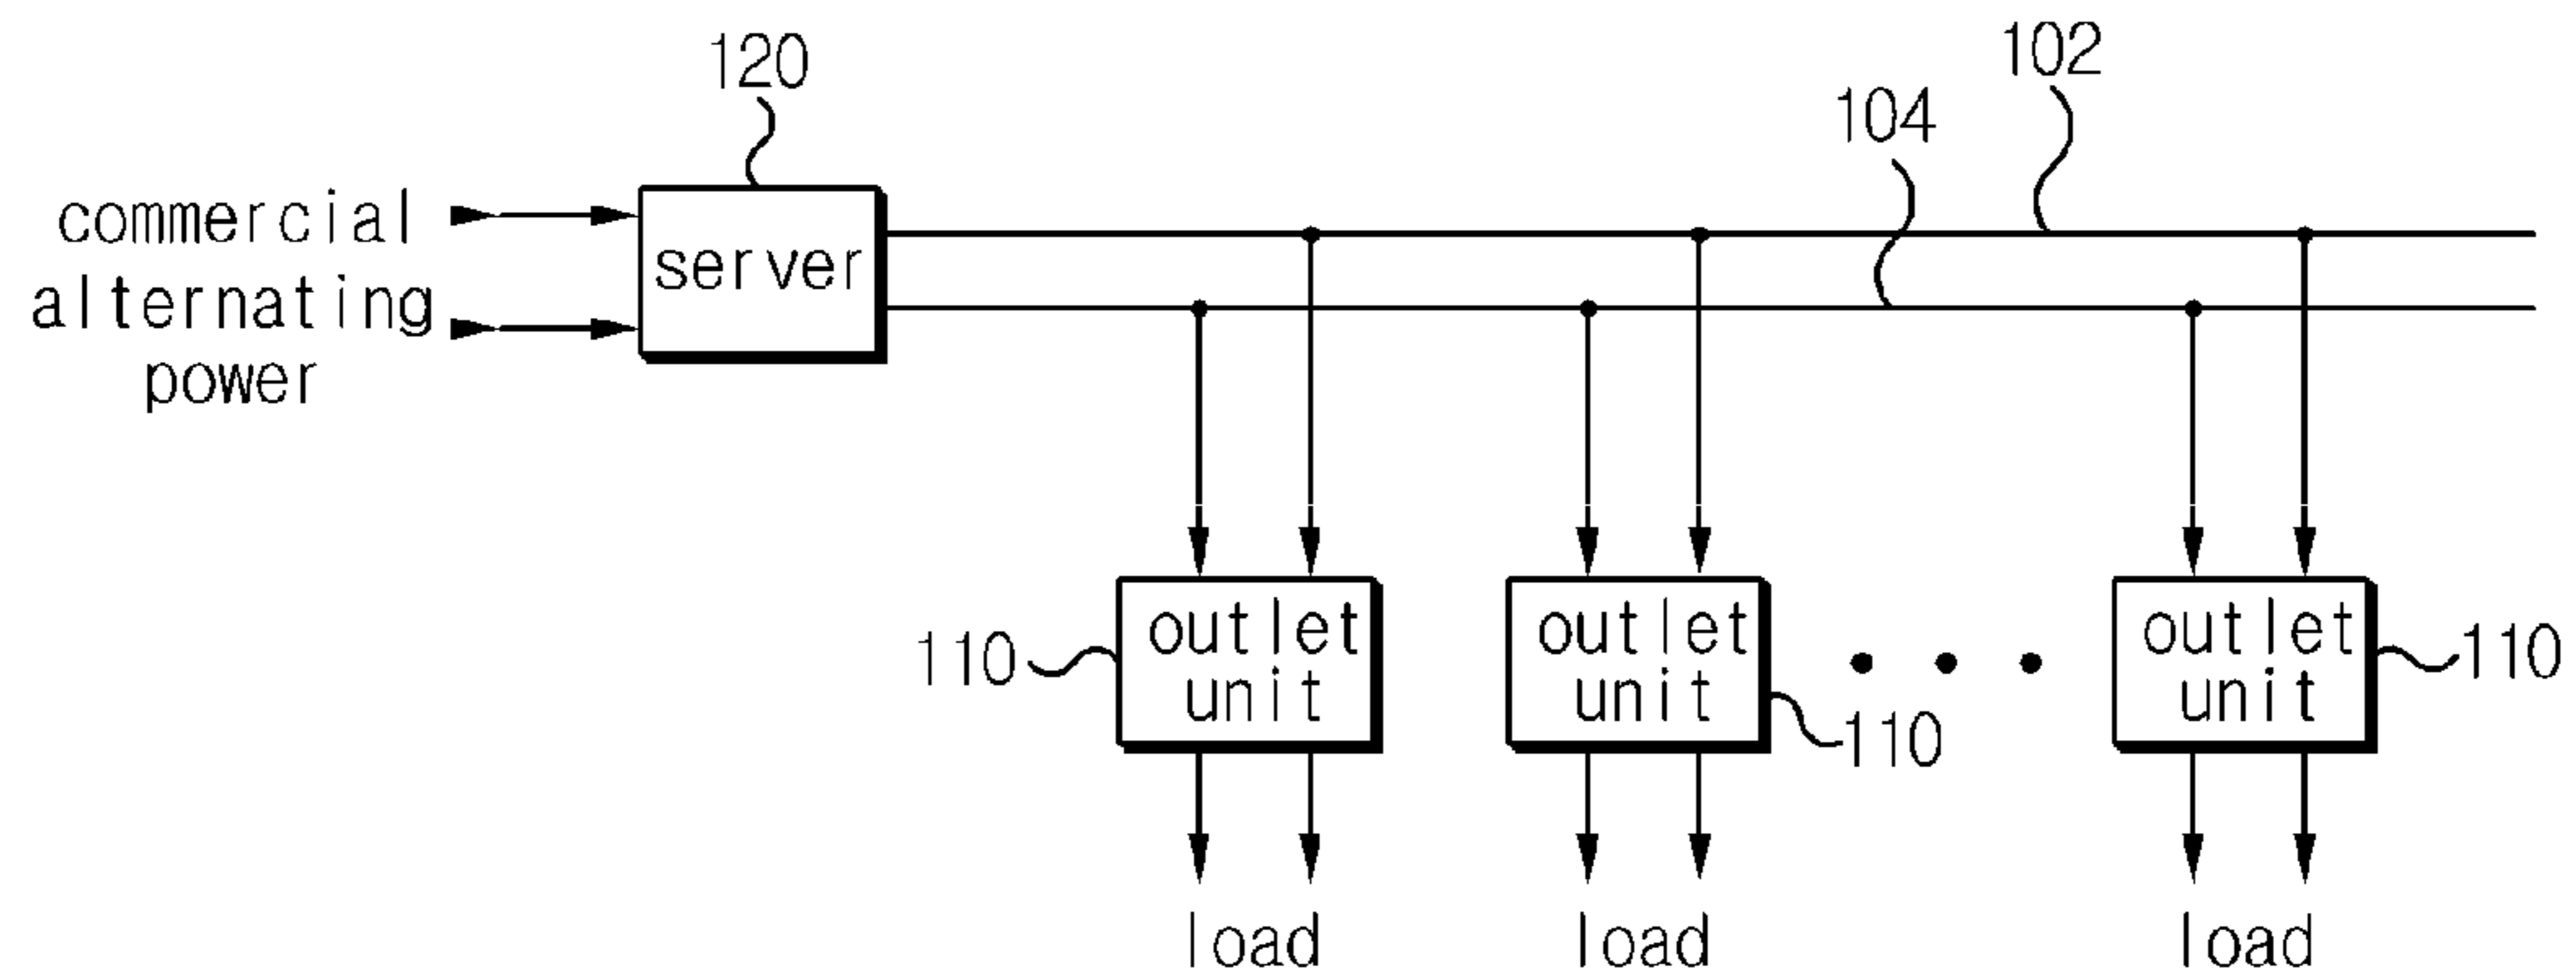 120
102
104
commercial
alternating
power
server
110
outlet
unit
outlet
unit
110
outlet
unit
110
load
load
load